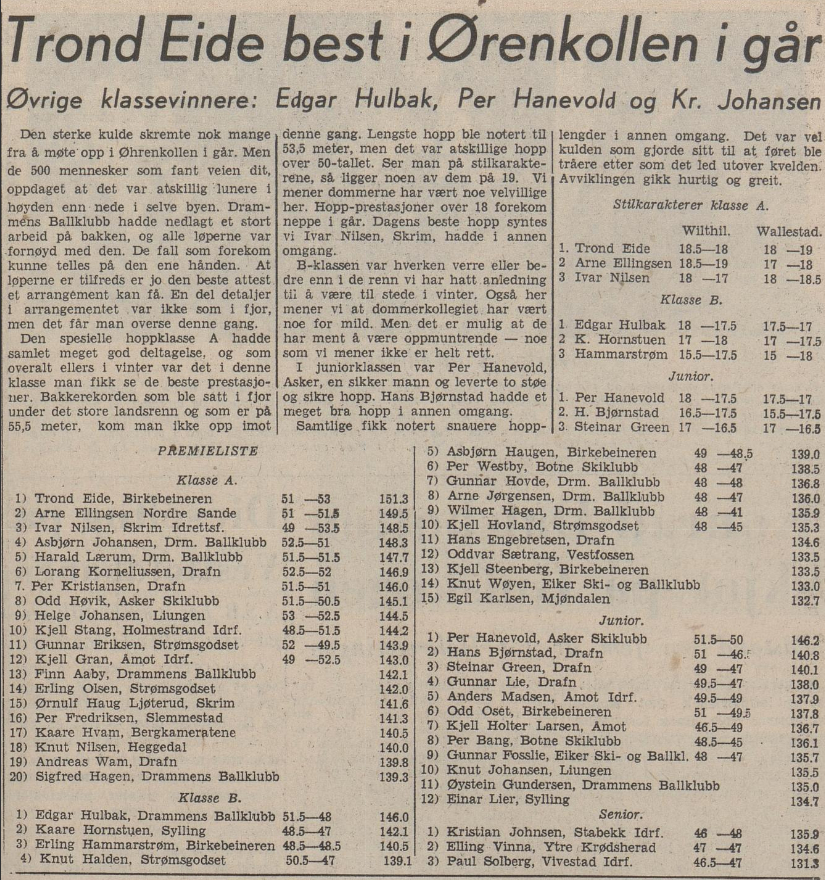 Trond Eide best i Ørenkollen i går
Øvrige klassevinnere: Edgar Hulbak, Per Hanevold og Kr. Johansen
Den sterke kulde skremte nok mange
fra å møte opp i Øhrenkollen i går. Men
de 500 mennesker som fant veien dit,
oppdaget at det var atskillig lunere i
høyden enn nede i selve byen. Dram-
mens Ballklubb hadde nedlagt et stort
arbeid på bakken, og alle løperne var
fornøyd med den. De fall som forekom
kunne telles på den ene hånden. At
løperne er tilfreds er jo den beste attest
et arrangement kan få. En del detaljer
i arrangementet var ikke som i fjor,
men det får man overse denne gang.
Den spesielle hoppklasse A hadde
samlet meget god deltagelse, og som
overalt ellers i vinter var det i denne
klasse man fikk se de beste prestasjo-
ner. Bakkerekorden som ble satt i fjor
under det store landsrenn og som er på
55,5 meter, kom man ikke opp imot
denne gang. Lengste hopp ble notert til
53,5 meter, men det var atskillige hopp
over 50-tallet. Ser man på stilkarakte-
rene, så ligger noen av dem på 19. Vi
mener dommerne har vært noe velvillige
her. Hopp-prestasjoner over 18 forekom
neppe i går. Dagens beste hopp syntes
vi Ivar Nilsen, Skrim, hadde i annen
omgang.
B-klassen var hverken verre eller be-
dre enn i de renn vi har hatt anledning
til å være til stede i vinter. Også her
mener vi at dommerkollegiet har vært
noe for mild. Men det er mulig at de
har ment å være oppmuntrende — noe
som vi mener ikke er helt rett.
I juniorklassen var Per Hanevold,
Asker, en sikker mann og leverte to støe
og sikre hopp. Hans Bjørnstad hadde et
meget bra hopp i annen omgang.
Samtlige fikk notert snauere hopp-
lengder i annen omgang. Det var vel
kulden som gjorde sitt til at føret ble
tråere etter som det led utover kvelden.
Avviklingen gikk hurtig og greit.
Stilkarakterer klasse A.
Wilthil. Wallestad.
1. Trond Eide 18.5—18 18 —19
2 Arne Ellingsen 18.5—19 17 —18
3 Ivar Nilsen 18 —17 18 —18.5
Klasse B.
1 Edgar Hulbak 18 —17.5 17.5—17
2 K. Hornstuen 17 —18 17 —17.5
3 Hammarstrøm 15.5—17.5 15 —18
Junior.
1. Per Hanevold 18 —17.5 17.5—17
2. H. Bjørnstad 16.5—17.5 15.5—17.5
3. Steinar Green 17 —16.5 17 —16.5
PREMIELISTE
Klasse A.
1) Trond Eide, Birkebeineren 51 —53 151.3
2) Arne Ellingsen Nordre Sande 51 —51.5 149.5
3) Ivar Nilsen, Skrim Idrettsf. 49 —53.5 148.5
4) Asbjørn Johansen, Drm. Ballklubb 52.5—51 148.3
5) Harald Lærum, Drm. Ballklubb 51.5—51.5 147.7
6) Lorang Korneliussen, Drafn 52.5—52 146.9
7. Per Kristiansen, Drafn 51.5—51 146.0
8) Odd Høvik, Asker Skiklubb 51.5—50.5 145.1
9) Helge Johansen, Liungen 53 —52.5 144.5
10) Kjell Stang, Holmestrand Idrf. 48.5—51.5 144.2
11) Gunnar Eriksen, Strømsgodset 52 —49.5 143.9
12) Kjell Gran, Åmot Idrf. 49 —52.5 143.0
13) Finn Aaby, Drammens Ballklubb 142.1
14) Erling Olsen, Strømsgodset 142.0
15) Ørnulf Haug Ljøterud, Skrim 141.6
16) Per Fredriksen, Slemmestad 141.3
17) Kaare Hvam, Bergkameratene 140.5
18) Knut Nilsen, Heggedal 140.0
19) Andreas Wam, Drafn 139.8
20) Sigfred Hagen, Drammens Ballklubb 139.3
Klasse B.
1) Edgar Hulbak, Drammens Ballklubb 51.5—48 146.0
2) Kaare Hornstuen, Sylling 48.5—47 142.1
3) Erling Hammarstrøm, Birkebeineren 48.5—48.5 140.5
4) Knut Halden, Strømsgodset 50.5—47 139.1
5) Asbjørn Haugen, Birkebeineren 49 —48,5 139.0
6) Per Westby, Botne Skiklubb 48 —47 138.5
7) Gunnar Hovde, Drm. Ballklubb 48 —48 136.8
8) Arne Jørgensen, Drm. Ballklubb 48 —47 136.0
9) Wilmer Hagen, Drm. Ballklubb 48 —41 135.9
10) Kjell Hovland, Strømsgodset 48 —45 135.3
11) Hans Engebretsen, Drafn 134.6
12) Oddvar Sætrang, Vestfossen 133.5
13) Kjell Steenberg, Birkebeineren 133.5
14) Knut Wøyen, Eiker Ski- og Ballklubb 133.0
15) Egil Karlsen, Mjøndalen 132.7
Junior.
1) Per Hanevold, Asker Skiklubb 51.5—50 146.2
2) Hans Bjørnstad, Drafn 51 —46.5 140.8
3) Steinar Green, Drafn 49 —47 140.1
4) Gunnar Lie, Drafn 49.5—47 138.0
5) Anders Madsen, Åmot Idrf. 49.5—49 137.9
6) Odd Oset, Birkebeineren 51 —49.5 137.8
7) Kjell Holter Larsen, Åmot 46.5—49 136.7
8) Per Bang, Botne Skiklubb 48.5—45 136.1
9) Gunnar Fosslie, Eiker Ski- og Ballkl. 48 —47 135.7
10) Knut Johansen, Liungen 135.5
11) Øystein Gundersen, Drammens Ballklubb 135.0
12) Einar Lier, Sylling 134.7
Senior.
1) Kristian Johnsen, Stabekk Idrf. 46 —48 135.9
2) Elling Vinna, Ytre Krødsherad 47 —47 134.6
3) Paul Solberg, Vivestad Idrf. 46.5—47 131.3